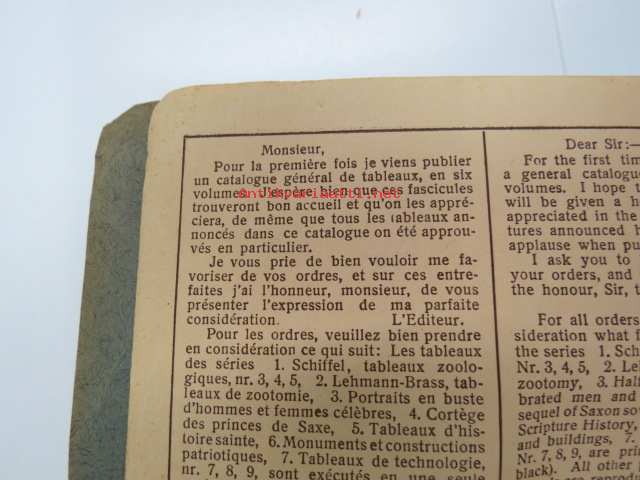 Monsieur,
Pour la première fois je viens publier
un catalogue général de tableaux, en six
volumes. J'espère bien que ces fascicules
trouveront bon accueil et qu'on les appré-
ciera, de même que tous les tableaux an-
noncés dans ce catalogue on été approu-
vés en particulier.
Je vous prie de bien vouloir me fa-
voriser de vos ordres, et sur ces entre-
faites j'ai l'honneur, monsieur, de vous
présenter l'expression de ma parfaite
considération. L'Editeur.
Pour les ordres, veuillez bien prendre
en considération ce qui suit: Les tableaux
des séries 1. Schiffel, tableaux zoolo-
giques, nr. 3, 4, 5, 2. Lehmann-Brass, tab-
leaux de zootomie, 3. Portraits en buste
d'hommes et femmes célèbres, 4. Cortège
des princes de Saxe, 5. Tableaux d'his-
toire sainte, 6. Monuments et constructions
patriotiques, 7. Tableaux de technologie,
nr. 7, 8, 9, sont exécutés en une seule
Dear Sir:—
For the first tim
a general catalogue
volumes. I hope t
will be given a h
appreciated in the
tures announced h
applause when pu
I ask you to
your orders, and
the honour, Sir, t
For all orders
sideration what f
the series 1. Sch
Nr. 3, 4, 5, 2. Le
zootomy, 3. Half
brated men and
sequel of Saxon so
Scripture History,
and buildings, 7.
Nr. 7, 8, 9, are pri
black). All other
antikvariaatti.net